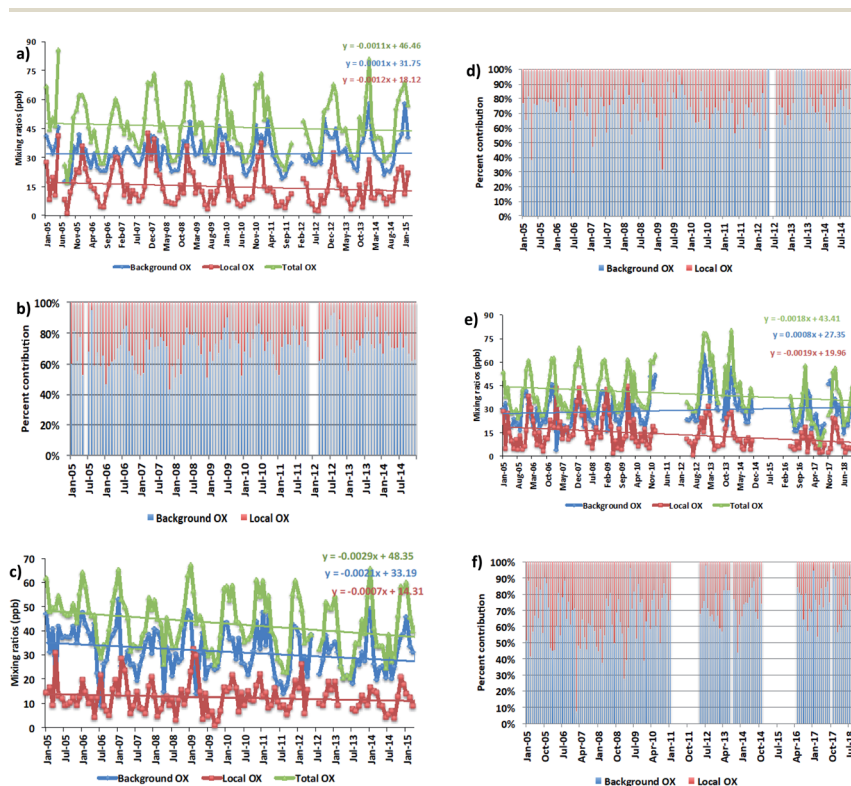 a)
Mixing ratios (ppb)
90
75
60
45
30
15
0
y = -0.0011x + 46.46
y = 0.0001x + 31.75
y = -0.0012x + 18.12
Jan-05 Jun-05 Nov-05 Apr-06 Sep-06 Feb-07 Jul-07 Dec-07 May-08 Oct-08 Mar-09 Aug-09 Jan-10 Jun-10 Nov-10 Apr-11 Sep-11 Feb-12 Jul-12 Dec-12 May-13 Oct-13 Mar-14 Aug-14 Jan-15
Background OX Local OX Total OX
b)
Percent contribution
100%
80%
60%
40%
20%
0%
Jan-05 Jul-05 Jan-06 Jul-06 Jan-07 Jul-07 Jan-08 Jul-08 Jan-09 Jul-09 Jan-10 Jul-10 Jan-11 Jul-11 Jan-12 Jul-12 Jan-13 Jul-13 Jan-14 Jul-14
Background OX Local OX
c)
Mixing ratios (ppb)
70
60
50
40
30
20
10
0
y = -0.0029x + 48.35
y = -0.0021x + 33.19
y = -0.0007x + 14.31
Jan-05 Jul-05 Jan-06 Jul-06 Jan-07 Jul-07 Jan-08 Jul-08 Jan-09 Jul-09 Jan-10 Jul-10 Jan-11 Jul-11 Jan-12 Jul-12 Jan-13 Jul-13 Jan-14 Jul-14 Jan-15
Background OX Local OX Total OX
d)
Percent contribution
100%
90%
80%
70%
60%
50%
40%
30%
20%
10%
0%
Jan-05 Jul-05 Jan-06 Jul-06 Jan-07 Jul-07 Jan-08 Jul-08 Jan-09 Jul-09 Jan-10 Jul-10 Jan-11 Jul-11 Jan-12 Jul-12 Jan-13 Jul-13 Jan-14 Jul-14
Background OX Local OX
e)
Mixing ratios (ppb)
90
75
60
45
30
15
0
y = -0.0018x + 43.41
y = 0.0008x + 27.35
y = -0.0019x + 19.96
Jan-05 Aug-05 Mar-06 Oct-06 May-07 Dec-07 Jul-08 Feb-09 Sep-09 Apr-10 Nov-10 Jun-11 Jan-12 Aug-12 Mar-13 Oct-13 May-14 Dec-14 Jul-15 Feb-16 Sep-16 Apr-17 Nov-17 Jun-18
Background OX Local OX Total OX
f)
Percent contribution
100%
90%
80%
70%
60%
50%
40%
30%
20%
10%
0%
Jan-05 Oct-05 Jul-06 Apr-07 Jan-08 Oct-08 Jul-09 Apr-10 Jan-11 Oct-11 Jul-12 Apr-13 Jan-14 Oct-14 Apr-16 Jan-17 Oct-17 Jul-18
Background OX Local OX